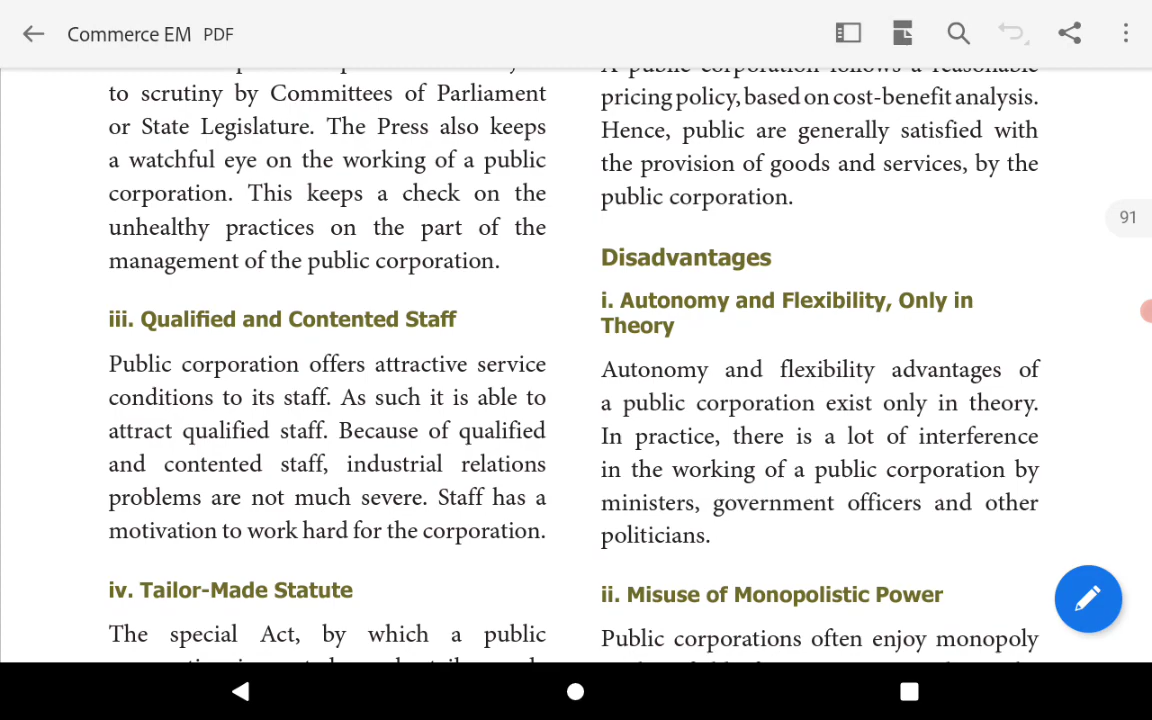 Commerce EM PDF
to scrutiny by Committees of Parliament
or State Legislature. The Press also keeps
a watchful eye on the working of a public
corporation. This keeps a check on the
unhealthy practices on the part of the
management of the public corporation.
iii. Qualified and Contented Staff
Public corporation offers attractive service
conditions to its staff. As such it is able to
attract qualified staff. Because of qualified
and contented staff, industrial relations
problems are not much severe. Staff has a
motivation to work hard for the corporation.
iv. Tailor-Made Statute
The special Act, by which a public
A public corporation follows a reasonable
pricing policy, based on cost-benefit analysis.
Hence, public are generally satisfied with
the provision of goods and services, by the
public corporation.
Disadvantages
i. Autonomy and Flexibility, Only in
Theory
Autonomy and flexibility advantages of
a public corporation exist only in theory.
In practice, there is a lot of interference
in the working of a public corporation by
ministers, government officers and other
politicians.
ii. Misuse of Monopolistic Power
Public corporations often enjoy monopoly
91